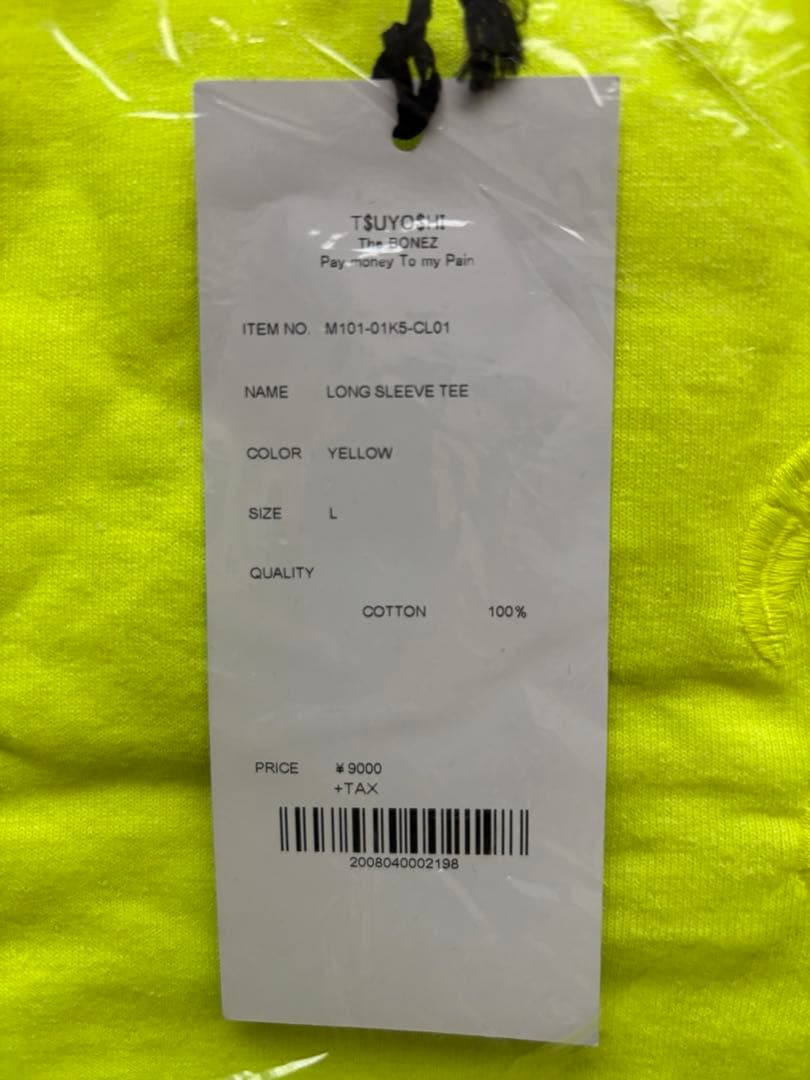 T$UYO$HI
The BONEZ
Pay money To my Pain
ITEM NO. M101-01K5-CL01
NAME LONG SLEEVE TEE
COLOR YELLOW
SIZE L
QUALITY
COTTON 100%
PRICE ¥9000
+TAX
2008040002198